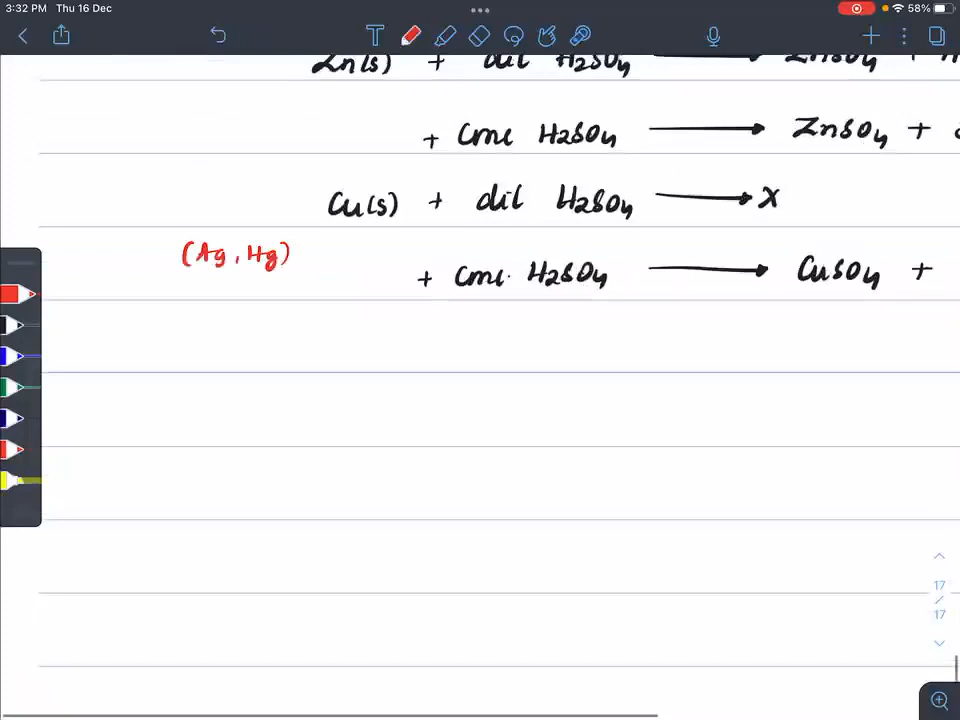 3:32 PM Thu 16 Dec
58%
Zn(s) + dil H2SO4 → ZnSO4 +
+ Conc H2SO4 → ZnSO4 +
Cu(s) + dil H2SO4 → X
(Ag, Hg)
+ Conc. H2SO4 → CuSO4 +
17
/
17